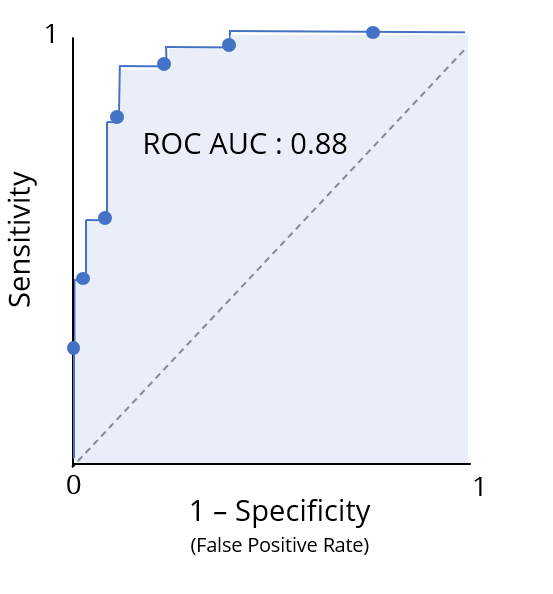 1
ROC AUC : 0.88
Sensitivity
0
1
1 – Specificity
(False Positive Rate)